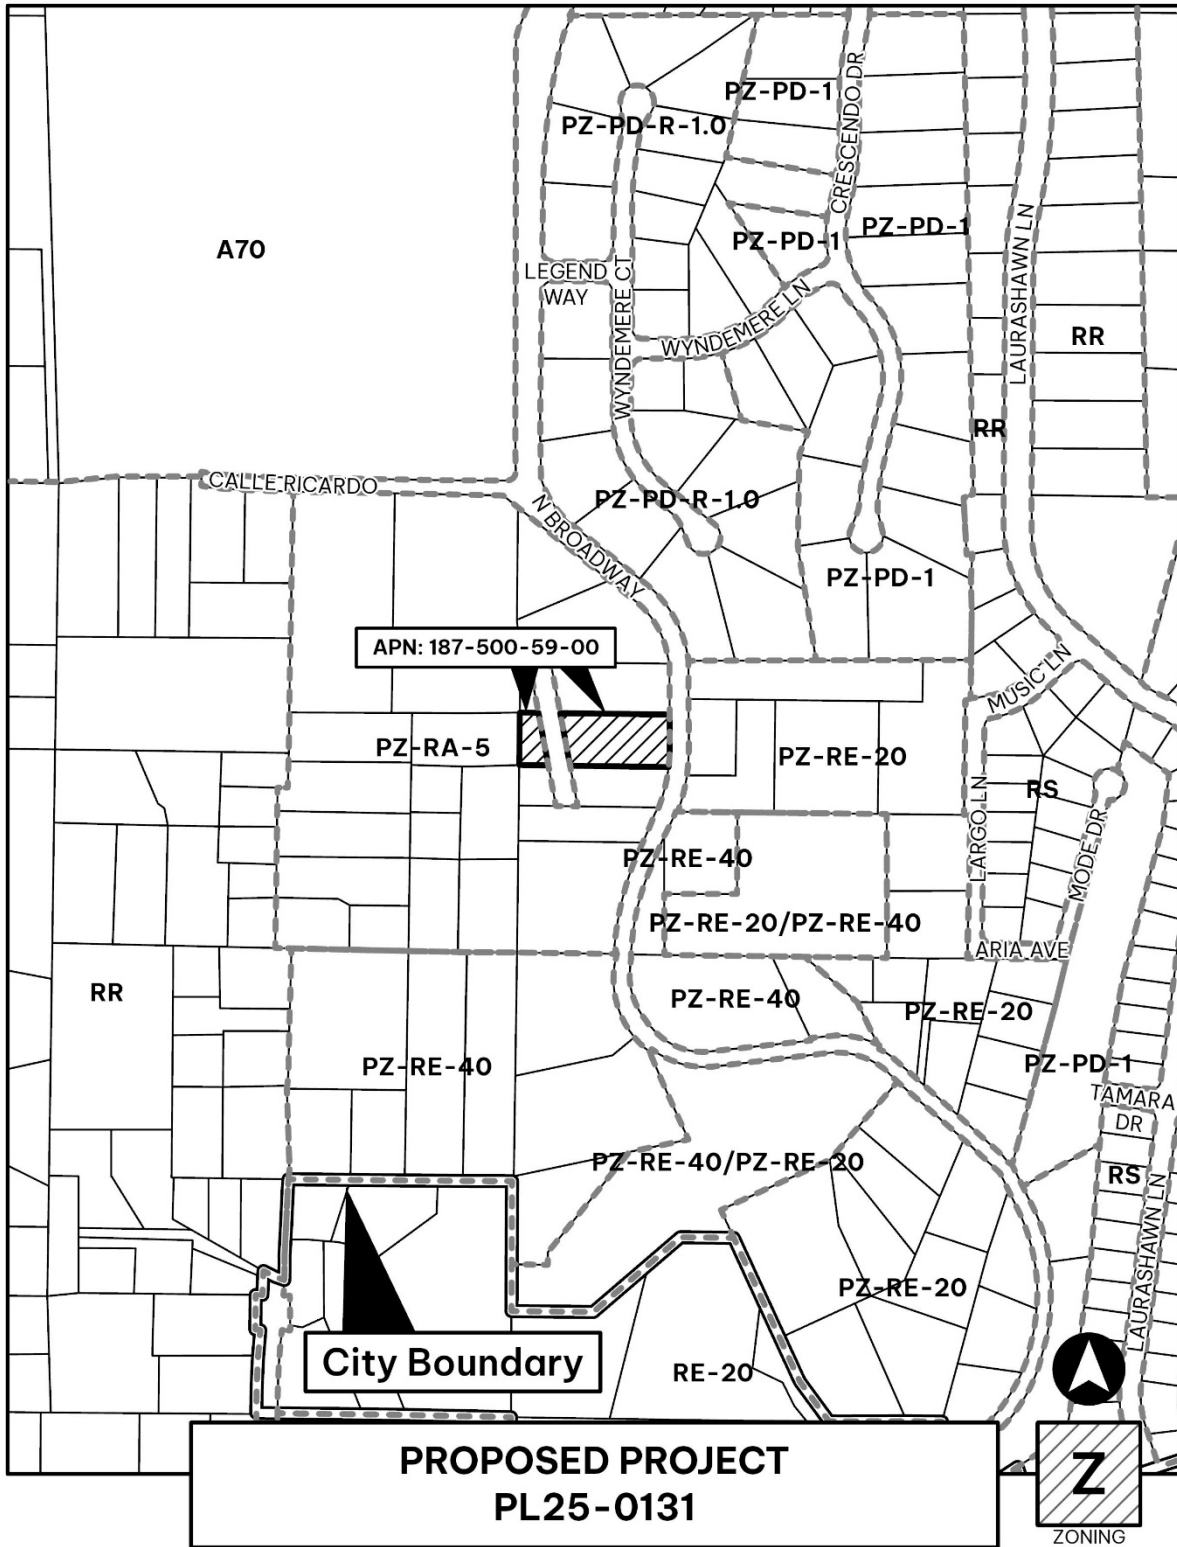 PZ-PD-1
CRESCENDO DR
PZ-PD-R-1.0
LAURASHAWN LN
A70
PZ-PD-1
PZ-PD-1
LEGEND
WAY
WYNDEMERE CT
WYNDEMERE LN
RR
RR
CALLE RICARDO
PZ-PD-R-1.0
N BROADWAY
PZ-PD-1
APN: 187-500-59-00
MUSIC LN
PZ-RA-5
PZ-RE-20
RS
LARGO LN
MODE DR
PZ-RE-40
PZ-RE-20/PZ-RE-40
ARIA AVE
RR
PZ-RE-40
PZ-RE-20
PZ-RE-40
PZ-PD-1
TAMARA
DR
PZ-RE-40/PZ-RE-20
RS
LAURASHAWN LN
PZ-RE-20
City Boundary
RE-20
PROPOSED PROJECT
PL25-0131
Z
ZONING